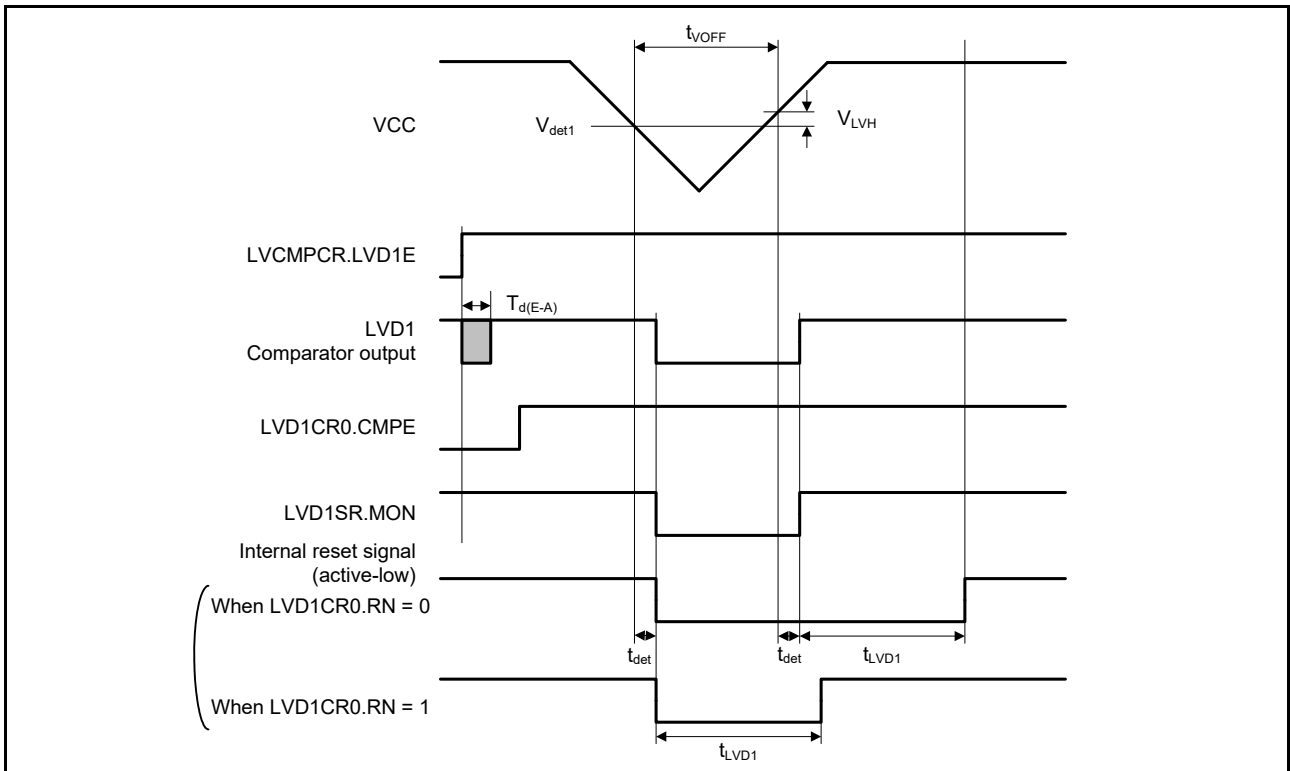 tVOFF
VCC
Vdet1
VLVH
LVCMPCR.LVD1E
Td(E-A)
LVD1
Comparator output
LVD1CR0.CMPE
LVD1SR.MON
Internal reset signal
(active-low)
When LVD1CR0.RN = 0
tdet
tdet
tLVD1
When LVD1CR0.RN = 1
tLVD1